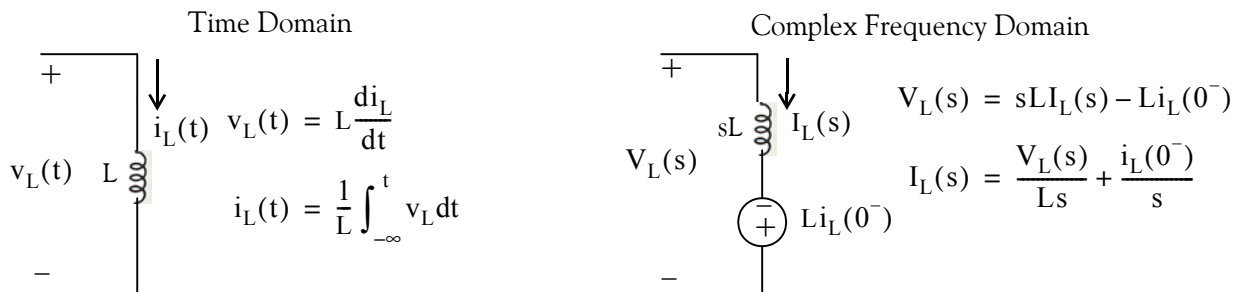 Time Domain
+
i_L(t)
v_L(t) = L di_L/dt
v_L(t)
L
i_L(t) = 1/L ∫_{−∞}^{t} v_L dt
−
Complex Frequency Domain
+
sL
I_L(s)
V_L(s) = sLI_L(s) – Li_L(0⁻)
V_L(s)
I_L(s) = V_L(s)/Ls + i_L(0⁻)/s
−
+
Li_L(0⁻)
−